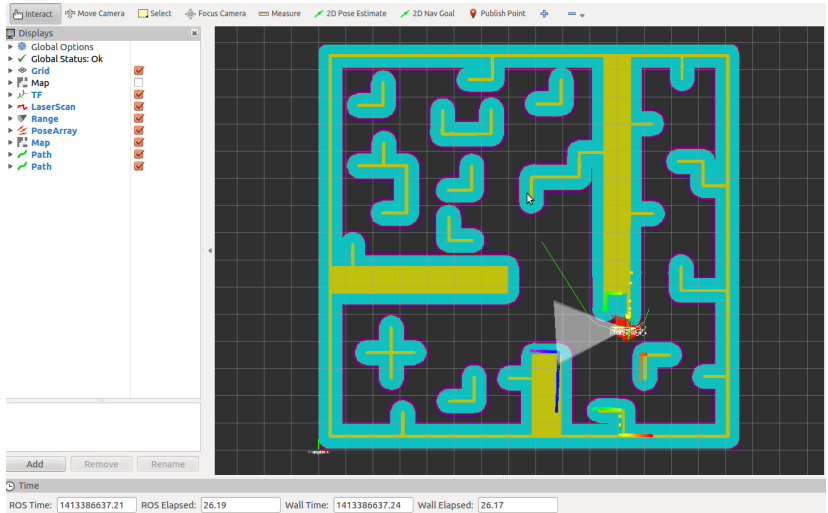 Interact Move Camera Select Focus Camera Measure 2D Pose Estimate 2D Nav Goal Publish Point
Displays
Global Options
Global Status: Ok
Grid
Map
TF
LaserScan
Range
PoseArray
Map
Path
Path
Add Remove Rename
Time
ROS Time: 1413386637.21 ROS Elapsed: 26.19 Wall Time: 1413386637.24 Wall Elapsed: 26.17